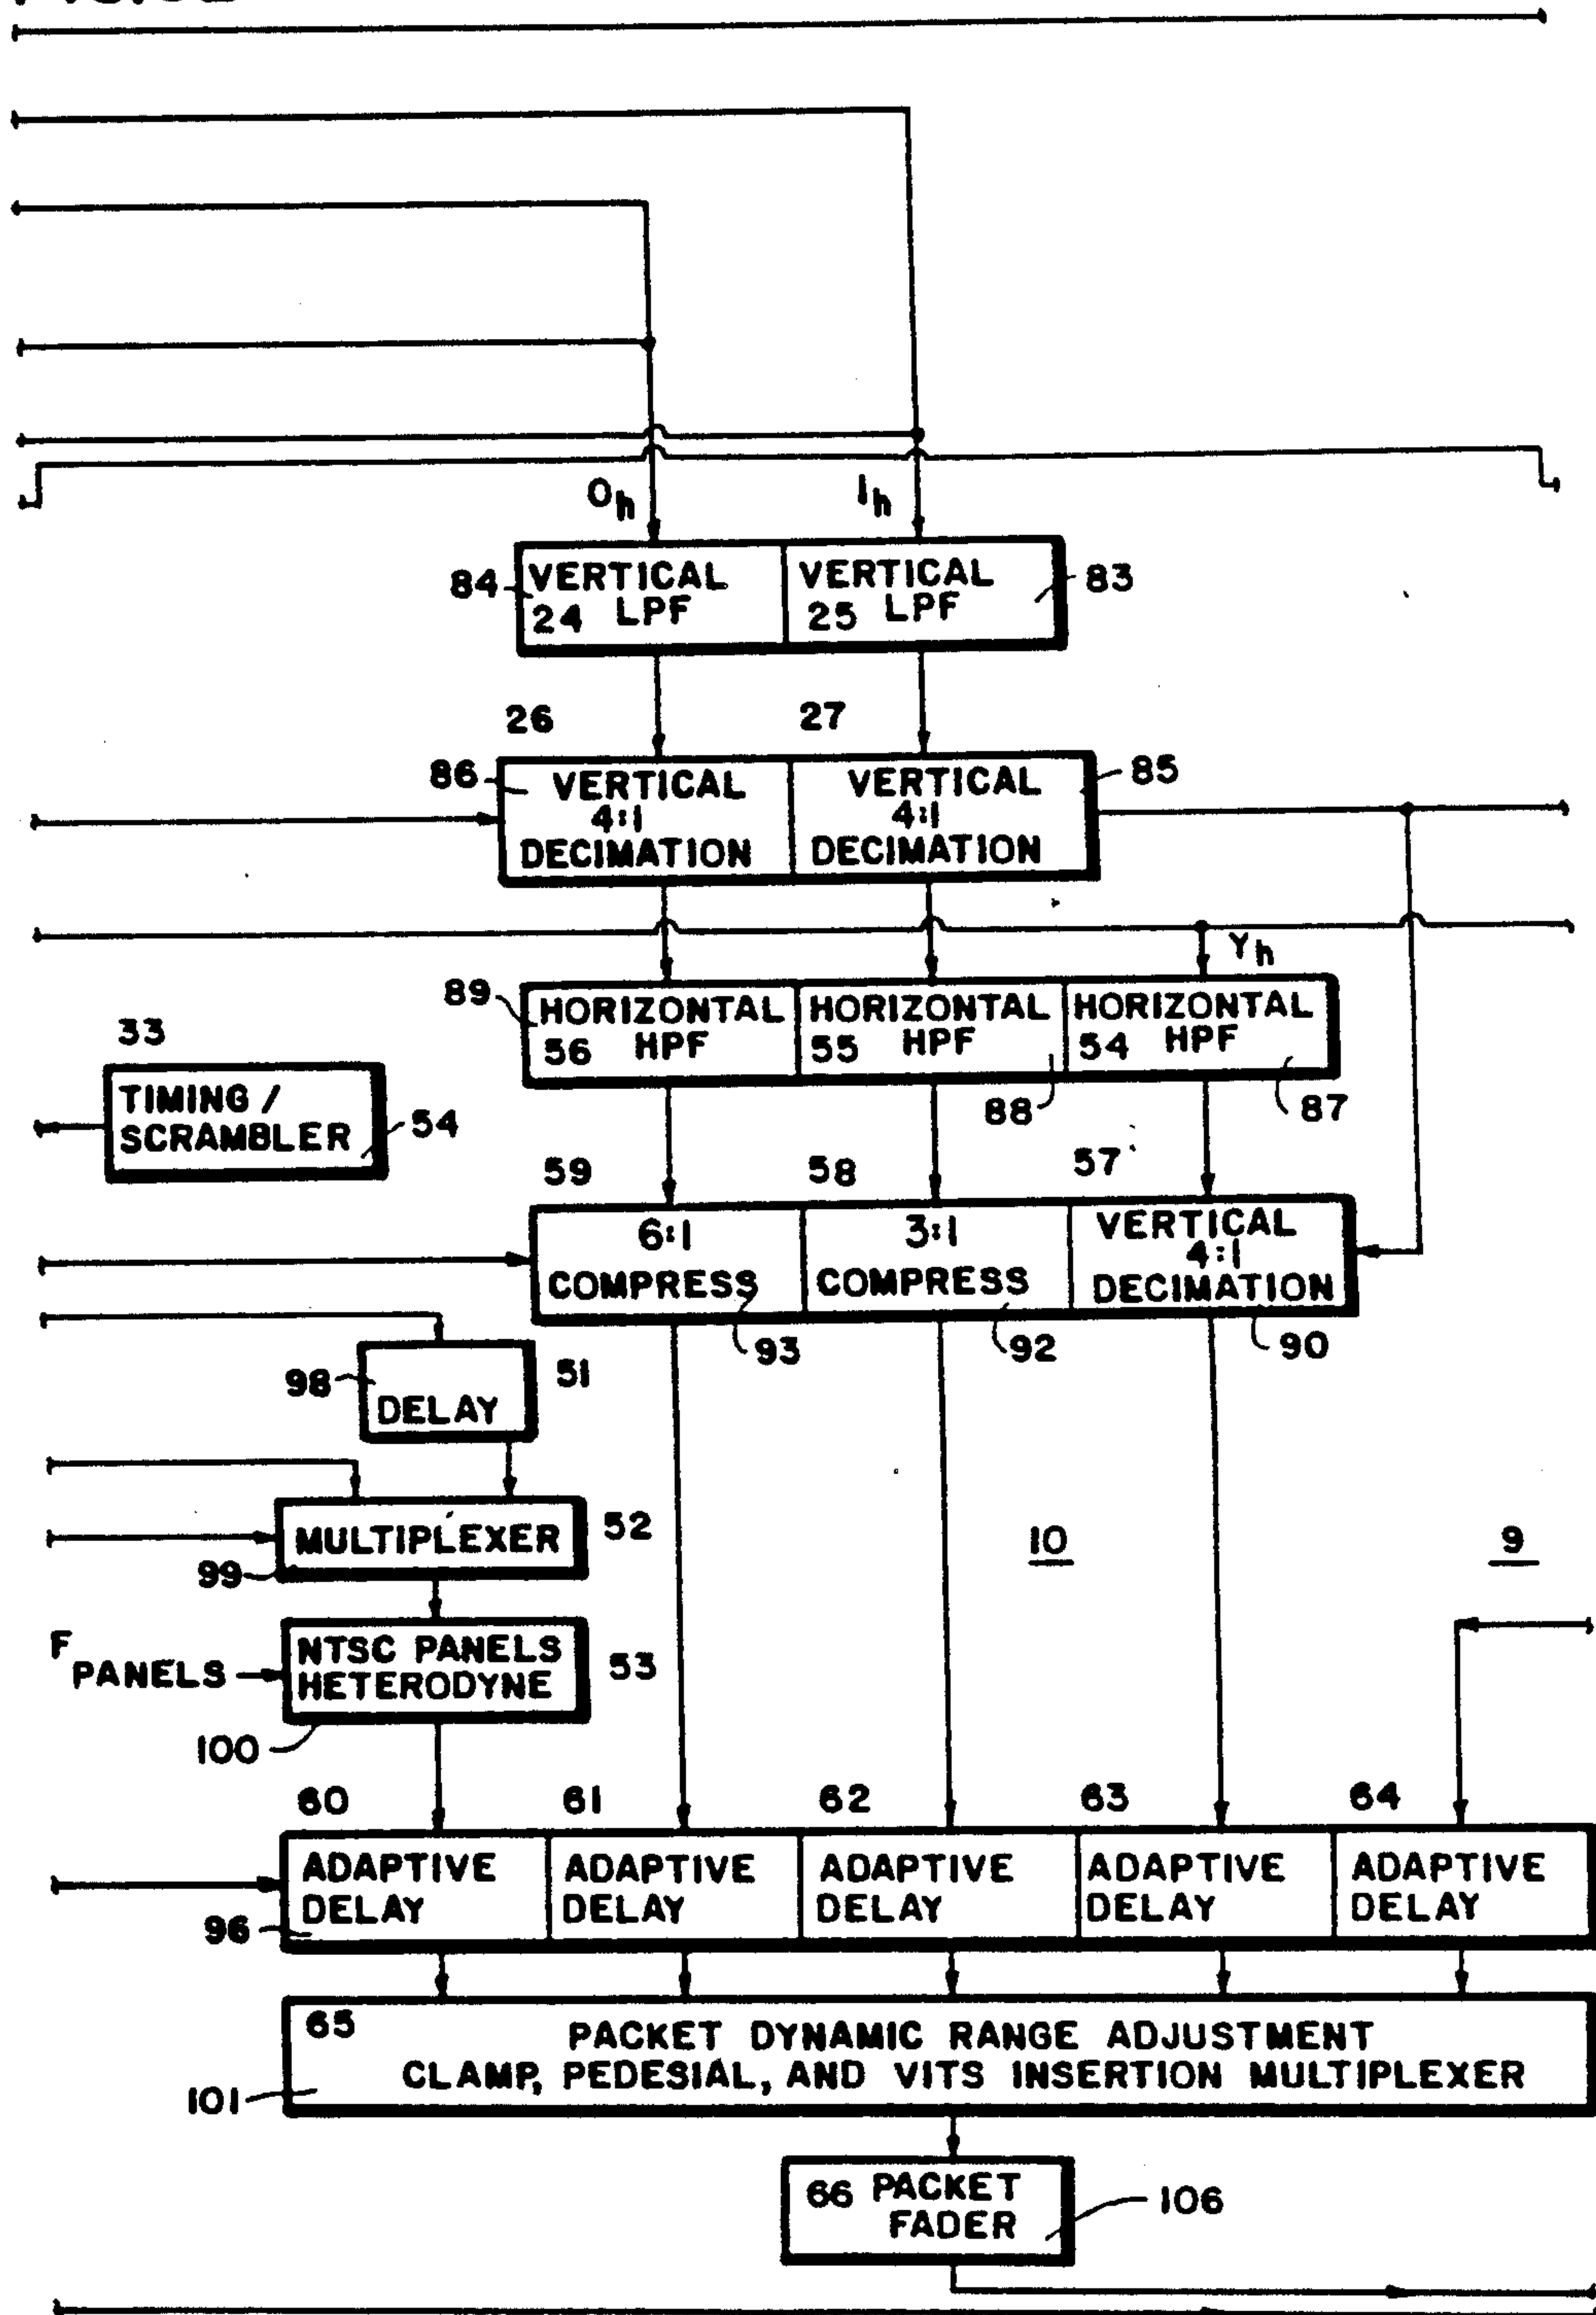 Oh Ih
84 VERTICAL VERTICAL 83
24 LPF 25 LPF
26 27
86 VERTICAL VERTICAL 85
4:1 4:1
DECIMATION DECIMATION
Yh
89 HORIZONTAL HORIZONTAL HORIZONTAL
56 HPF 55 HPF 54 HPF
88 87
33
TIMING /
SCRAMBLER 54
59 58 57
6:1 3:1 VERTICAL
4:1
COMPRESS COMPRESS DECIMATION
93 92 90
98 51
DELAY
MULTIPLEXER 52
99
10 9
F PANELS
NTSC PANELS
HETERODYNE 53
100
60 61 62 63 64
ADAPTIVE ADAPTIVE ADAPTIVE ADAPTIVE ADAPTIVE
DELAY DELAY DELAY DELAY DELAY
96
65 PACKET DYNAMIC RANGE ADJUSTMENT
CLAMP, PEDESIAL, AND VITS INSERTION MULTIPLEXER
101
66 PACKET
FADER 106